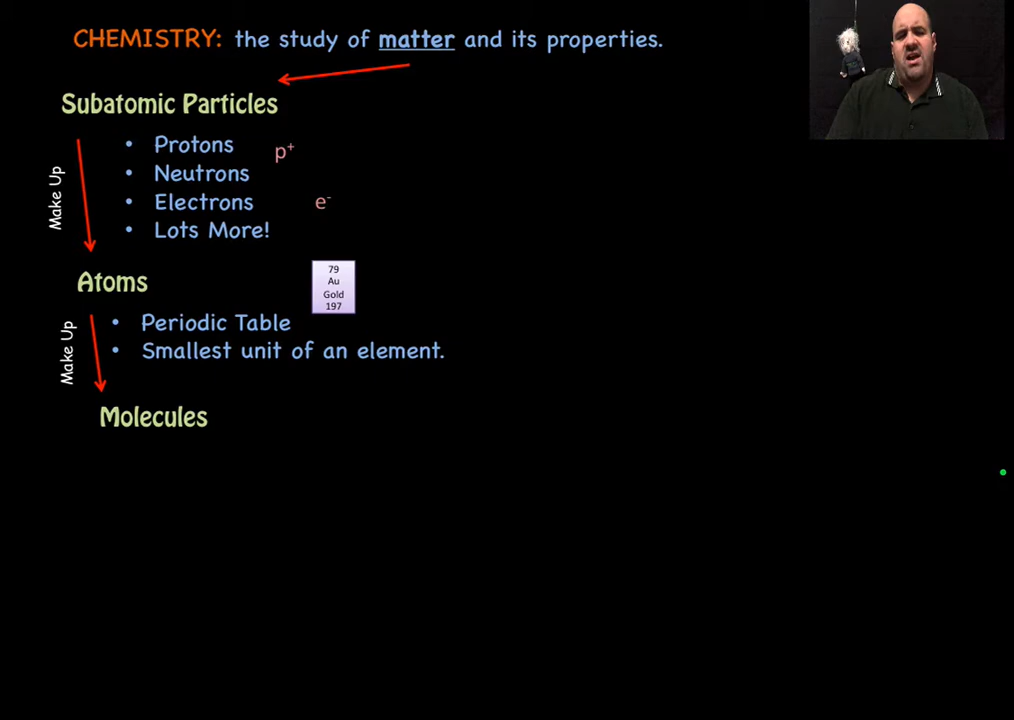 CHEMISTRY: the study of matter and its properties.
Subatomic Particles
• Protons p⁺
• Neutrons
• Electrons e⁻
• Lots More!
Make Up
Atoms
79
Au
Gold
197
• Periodic Table
• Smallest unit of an element.
Make Up
Molecules